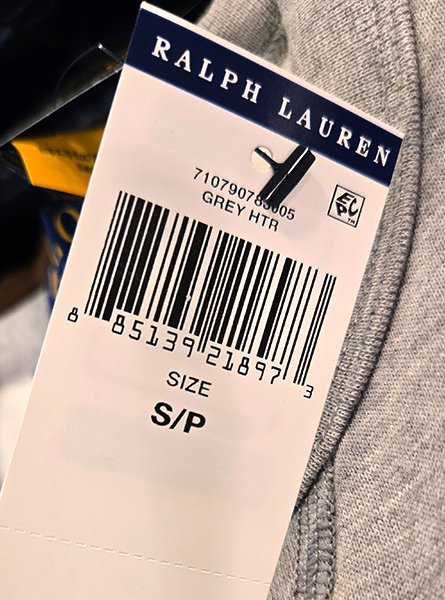 RALPH LAUREN
GREY HTR
8 85139 21897 3
SIZE
S/P